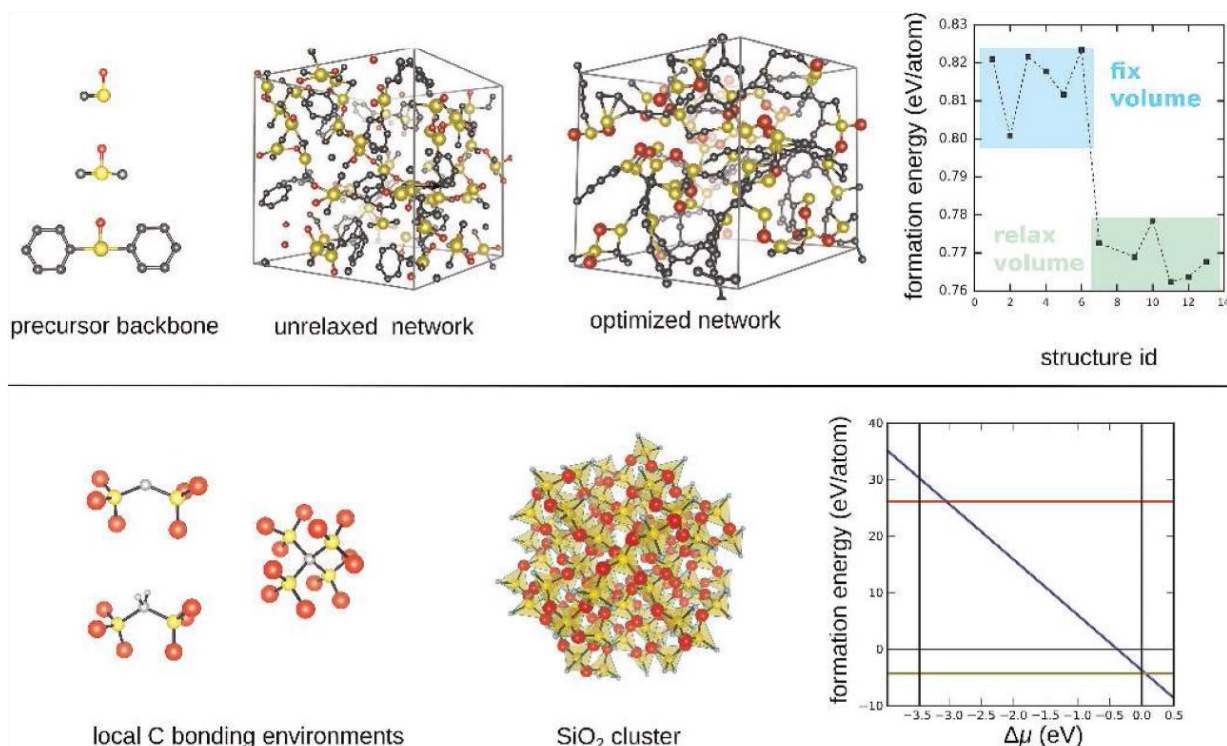 precursor backbone
unrelaxed network
optimized network
formation energy (eV/atom)
0.83
0.82
0.81
0.80
0.79
0.78
0.77
0.76
fix
volume
relax
volume
0 2 4 6 8 10 12 14
structure id
local C bonding environments
SiO2 cluster
formation energy (eV/atom)
40
30
20
10
0
−10
−3.5 −3.0 −2.5 −2.0 −1.5 −1.0 −0.5 0.0 0.5
Δμ (eV)